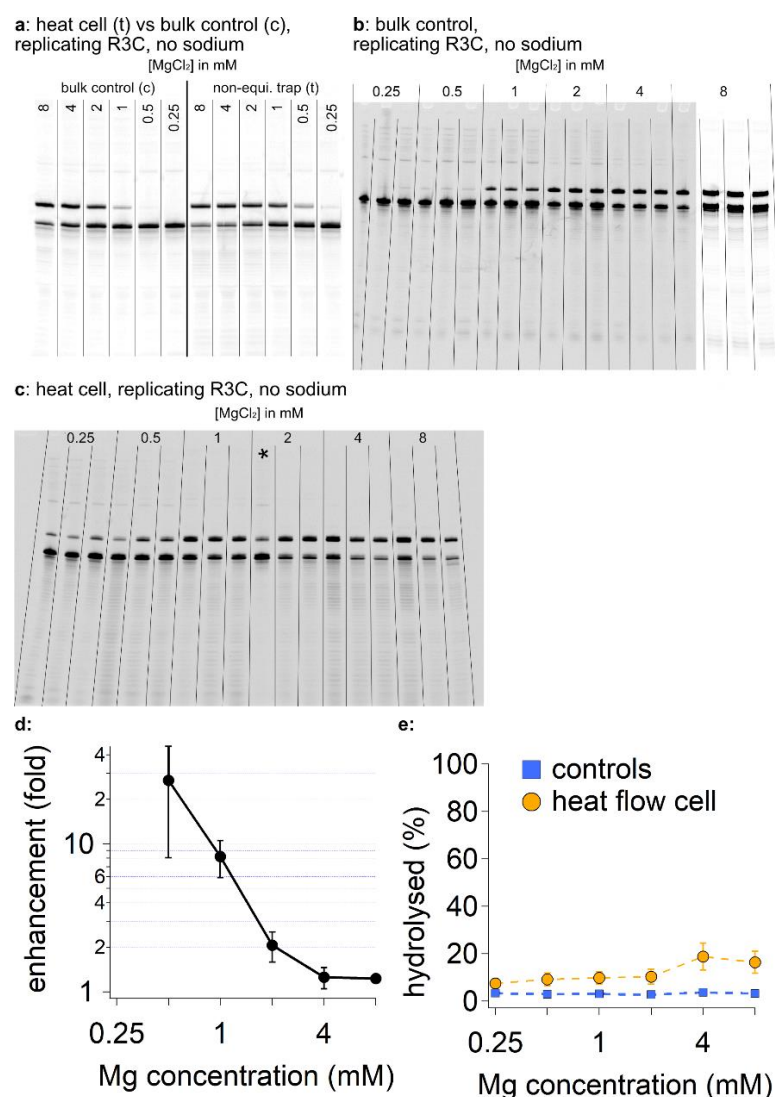 a: heat cell (t) vs bulk control (c),
replicating R3C, no sodium
[MgCl₂] in mM
bulk control (c) non-equi. trap (t)
8 4 2 1 0.5 0.25 8 4 2 1 0.5 0.25
b: bulk control,
replicating R3C, no sodium
[MgCl₂] in mM
0.25 0.5 1 2 4 8
c: heat cell, replicating R3C, no sodium
[MgCl₂] in mM
0.25 0.5 1 2 4 8
*
d:
enhancement (fold)
4
2
10
6
4
2
1
0.25 1 4
Mg concentration (mM)
e:
hydrolysed (%)
100
80
60
40
20
0
controls
heat flow cell
0.25 1 4
Mg concentration (mM)